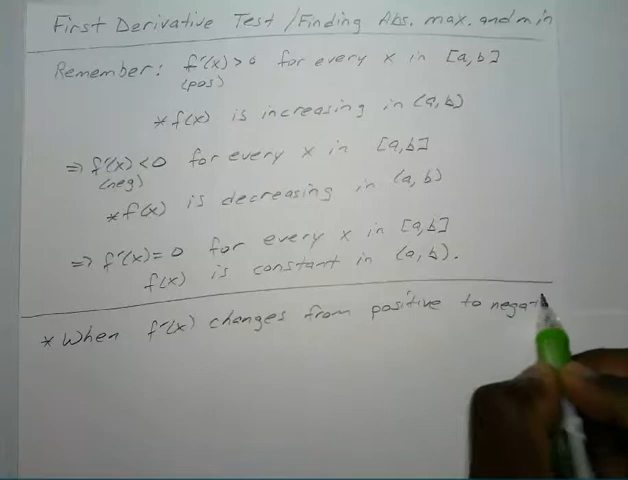 First Derivative Test / Finding Abs. max. and min
Remember: f'(x) > 0 for every x in [a,b]
(pos)
*f(x) is increasing in (a,b)
⇒ f'(x) < 0 for every x in [a,b]
(neg)
*f(x) is decreasing in (a,b)
⇒ f'(x) = 0 for every x in [a,b]
f(x) is constant in (a,b).
* When f'(x) changes from positive to negati